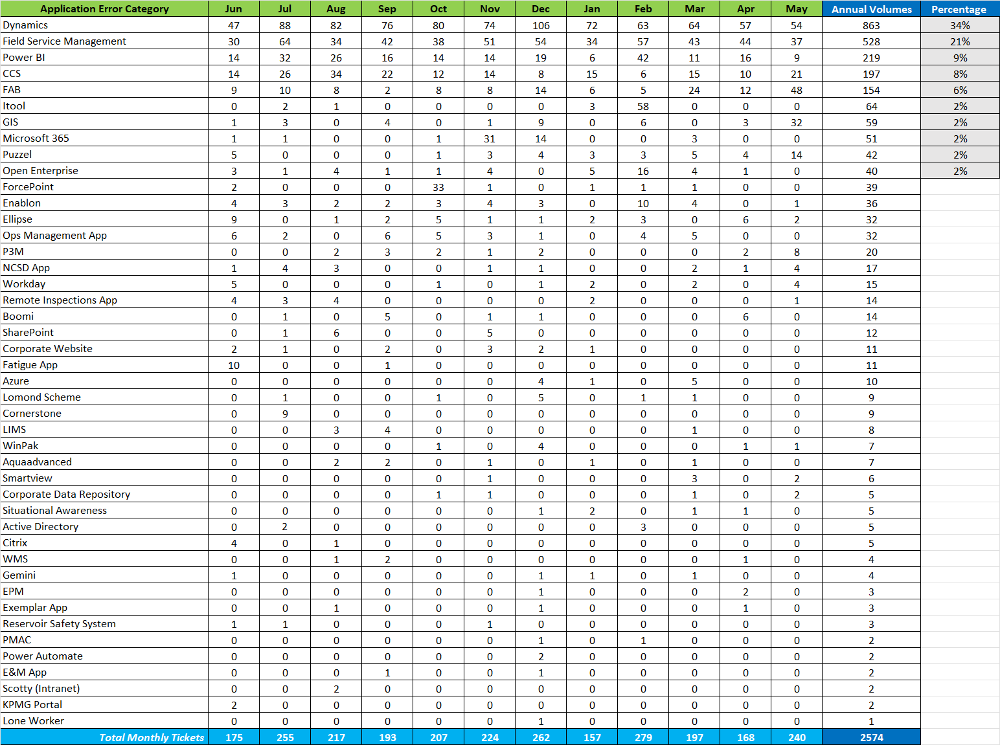 Application Error Category Jun Jul Aug Sep Oct Nov Dec Jan Feb Mar Apr May Annual Volumes Percentage
Dynamics 47 88 82 76 80 74 106 72 63 64 57 54 863 34%
Field Service Management 30 64 34 42 38 51 54 34 57 43 44 37 528 21%
Power BI 14 32 26 16 14 14 19 6 42 11 16 9 219 9%
CCS 14 26 34 22 12 14 8 15 6 15 10 21 197 8%
FAB 9 10 8 2 8 8 14 6 5 24 12 48 154 6%
Itool 0 2 1 0 0 0 0 3 58 0 0 0 64 2%
GIS 1 3 0 4 0 1 9 0 6 0 3 32 59 2%
Microsoft 365 1 1 0 0 1 31 14 0 0 3 0 0 51 2%
Puzzel 5 0 0 0 1 3 4 3 3 5 4 14 42 2%
Open Enterprise 3 1 4 1 1 4 0 5 16 4 1 0 40 2%
ForcePoint 2 0 0 0 33 1 0 1 1 1 0 0 39
Enablon 4 3 2 2 3 4 3 0 10 4 0 1 36
Ellipse 9 0 1 2 5 1 1 2 3 0 6 2 32
Ops Management App 6 2 0 6 5 3 1 0 4 5 0 0 32
P3M 0 0 2 3 2 1 2 0 0 0 2 8 20
NCSD App 1 4 3 0 0 1 1 0 0 2 1 4 17
Workday 5 0 0 0 1 0 1 2 0 2 0 4 15
Remote Inspections App 4 3 4 0 0 0 0 2 0 0 0 1 14
Boomi 0 1 0 5 0 1 1 0 0 0 6 0 14
SharePoint 0 1 6 0 0 5 0 0 0 0 0 0 12
Corporate Website 2 1 0 2 0 3 2 1 0 0 0 0 11
Fatigue App 10 0 0 1 0 0 0 0 0 0 0 0 11
Azure 0 0 0 0 0 0 4 1 0 5 0 0 10
Lomond Scheme 0 1 0 0 1 0 5 0 1 1 0 0 9
Cornerstone 0 9 0 0 0 0 0 0 0 0 0 0 9
LIMS 0 0 3 4 0 0 0 0 0 1 0 0 8
WinPak 0 0 0 0 1 0 4 0 0 0 1 1 7
Aquaadvanced 0 0 2 2 0 1 0 1 0 1 0 0 7
Smartview 0 0 0 0 0 1 0 0 0 3 0 2 6
Corporate Data Repository 0 0 0 0 1 1 0 0 0 1 0 2 5
Situational Awareness 0 0 0 0 0 0 1 2 0 1 1 0 5
Active Directory 0 2 0 0 0 0 0 0 3 0 0 0 5
Citrix 4 0 1 0 0 0 0 0 0 0 0 0 5
WMS 0 0 1 2 0 0 0 0 0 0 1 0 4
Gemini 1 0 0 0 0 0 1 1 0 1 0 0 4
EPM 0 0 0 0 0 0 1 0 0 0 2 0 3
Exemplar App 0 0 1 0 0 0 1 0 0 0 1 0 3
Reservoir Safety System 1 1 0 0 0 1 0 0 0 0 0 0 3
PMAC 0 0 0 0 0 0 1 0 1 0 0 0 2
Power Automate 0 0 0 0 0 0 2 0 0 0 0 0 2
E&M App 0 0 0 1 0 0 1 0 0 0 0 0 2
Scotty (Intranet) 0 0 2 0 0 0 0 0 0 0 0 0 2
KPMG Portal 2 0 0 0 0 0 0 0 0 0 0 0 2
Lone Worker 0 0 0 0 0 0 1 0 0 0 0 0 1
Total Monthly Tickets 175 255 217 193 207 224 262 157 279 197 168 240 2574